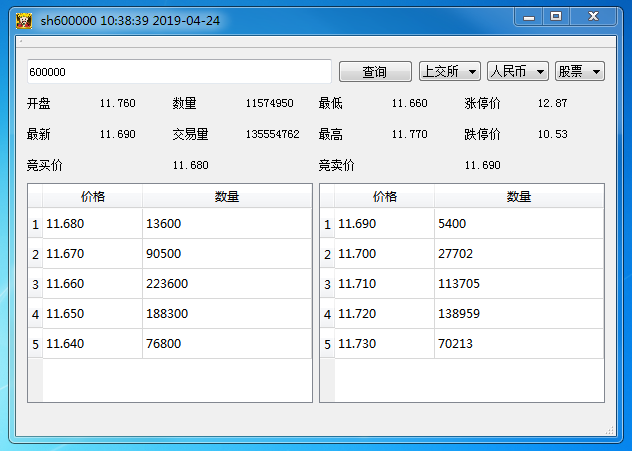 sh600000 10:38:39 2019-04-24
600000 查询 上交所 人民币 股票
开盘 11.760 数量 11574950 最低 11.660 涨停价 12.87
最新 11.690 交易量 135554762 最高 11.770 跌停价 10.53
竞买价 11.680 竞卖价 11.690
价格 数量 价格 数量
1 11.680 13600 1 11.690 5400
2 11.670 90500 2 11.700 27702
3 11.660 223600 3 11.710 113705
4 11.650 188300 4 11.720 138959
5 11.640 76800 5 11.730 70213